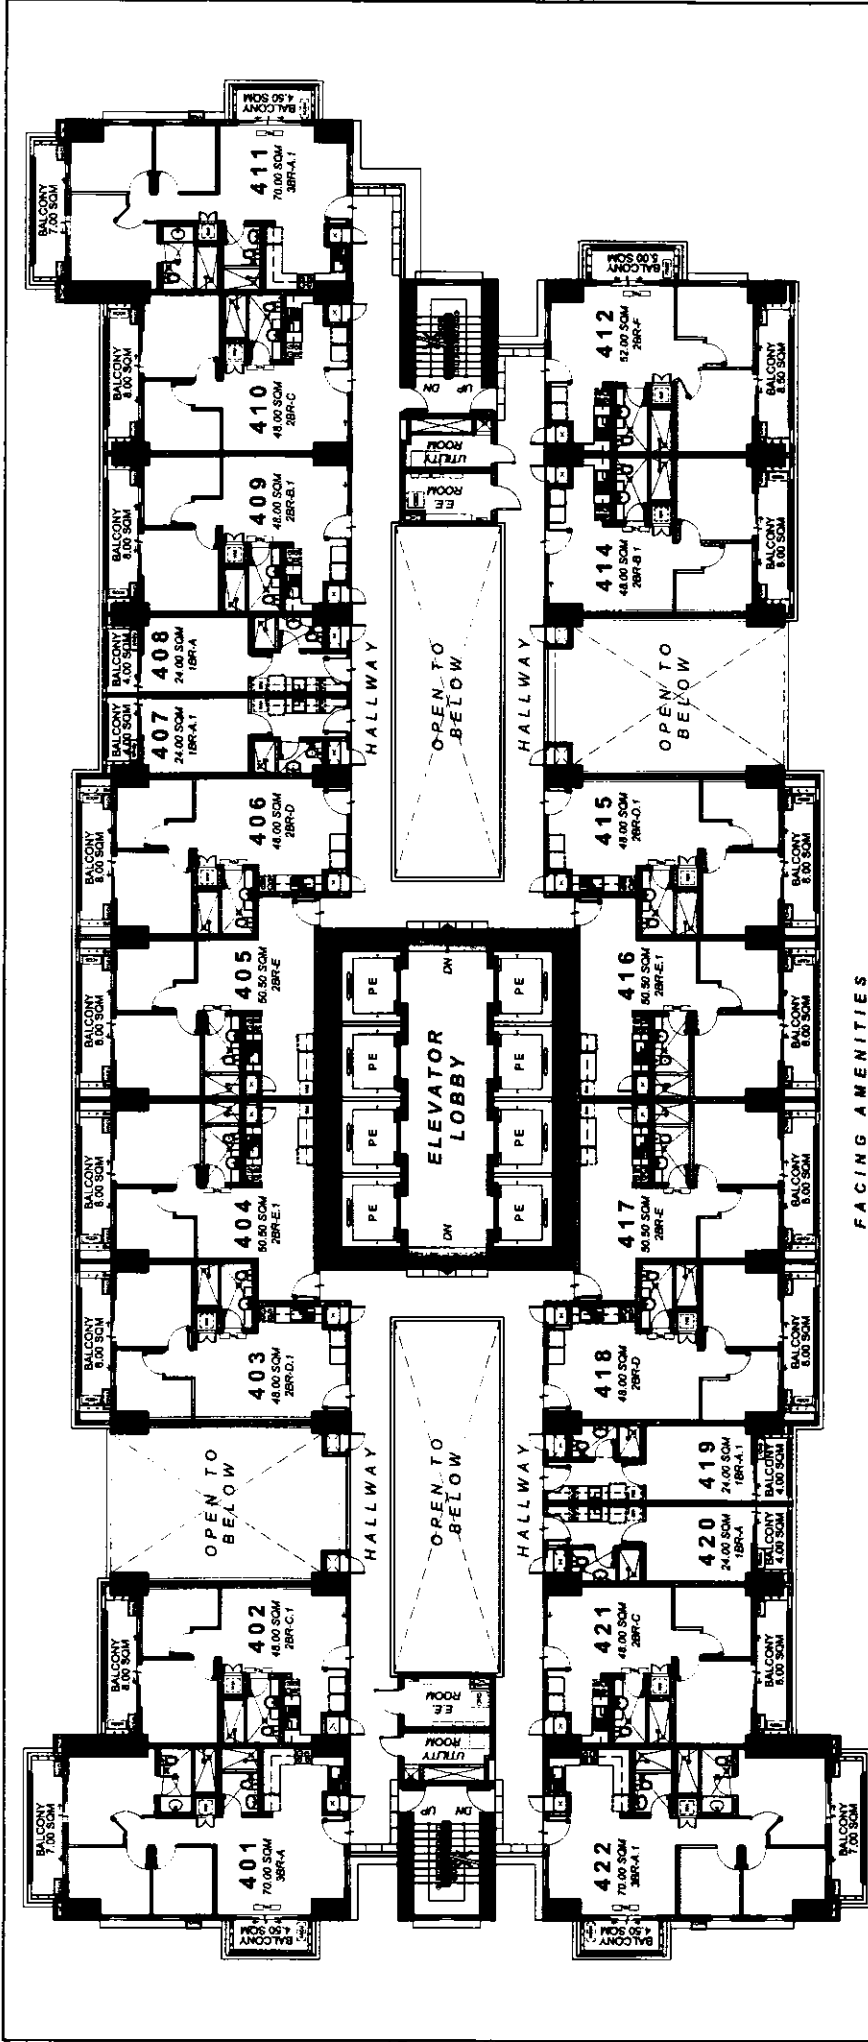 BALCONY
7.00 SQM
401
70.00 SQM
3BR-A
BALCONY
4.50 SQM
BALCONY
8.00 SQM
402
48.00 SQM
2BR-C.1
OPEN TO
BELOW
BALCONY
8.00 SQM
403
48.00 SQM
2BR-D.1
BALCONY
8.00 SQM
404
50.50 SQM
2BR-E.1
BALCONY
8.00 SQM
405
50.50 SQM
2BR-E
BALCONY
8.00 SQM
406
48.00 SQM
2BR-D
BALCONY
4.00 SQM
407
24.00 SQM
1BR-A.1
BALCONY
4.00 SQM
408
24.00 SQM
1BR-A
BALCONY
8.00 SQM
409
48.00 SQM
2BR-B.1
BALCONY
8.00 SQM
410
48.00 SQM
2BR-C
BALCONY
7.00 SQM
411
70.00 SQM
3BR-A.1
BALCONY
4.50 SQM
HALLWAY
HALLWAY
UP
DN
UTILITY
ROOM
E.E.
ROOM
OPEN TO
BELOW
PE
PE
PE
PE
DN
ELEVATOR
LOBBY
DN
PE
PE
PE
PE
OPEN TO
BELOW
E.E.
ROOM
UTILITY
ROOM
DN
UP
HALLWAY
HALLWAY
BALCONY
4.50 SQM
422
70.00 SQM
3BR-A.1
BALCONY
7.00 SQM
421
48.00 SQM
2BR-C
BALCONY
8.00 SQM
420
24.00 SQM
1BR-A
BALCONY
4.00 SQM
419
24.00 SQM
1BR-A.1
BALCONY
4.00 SQM
418
48.00 SQM
2BR-D
BALCONY
8.00 SQM
417
50.50 SQM
2BR-E
BALCONY
8.00 SQM
416
50.50 SQM
2BR-E.1
BALCONY
8.00 SQM
415
48.00 SQM
2BR-D.1
BALCONY
8.00 SQM
OPEN TO
BELOW
414
48.00 SQM
2BR-B.1
BALCONY
8.00 SQM
412
52.00 SQM
2BR-F
BALCONY
8.50 SQM
BALCONY
5.00 SQM
FACING AMENITIES